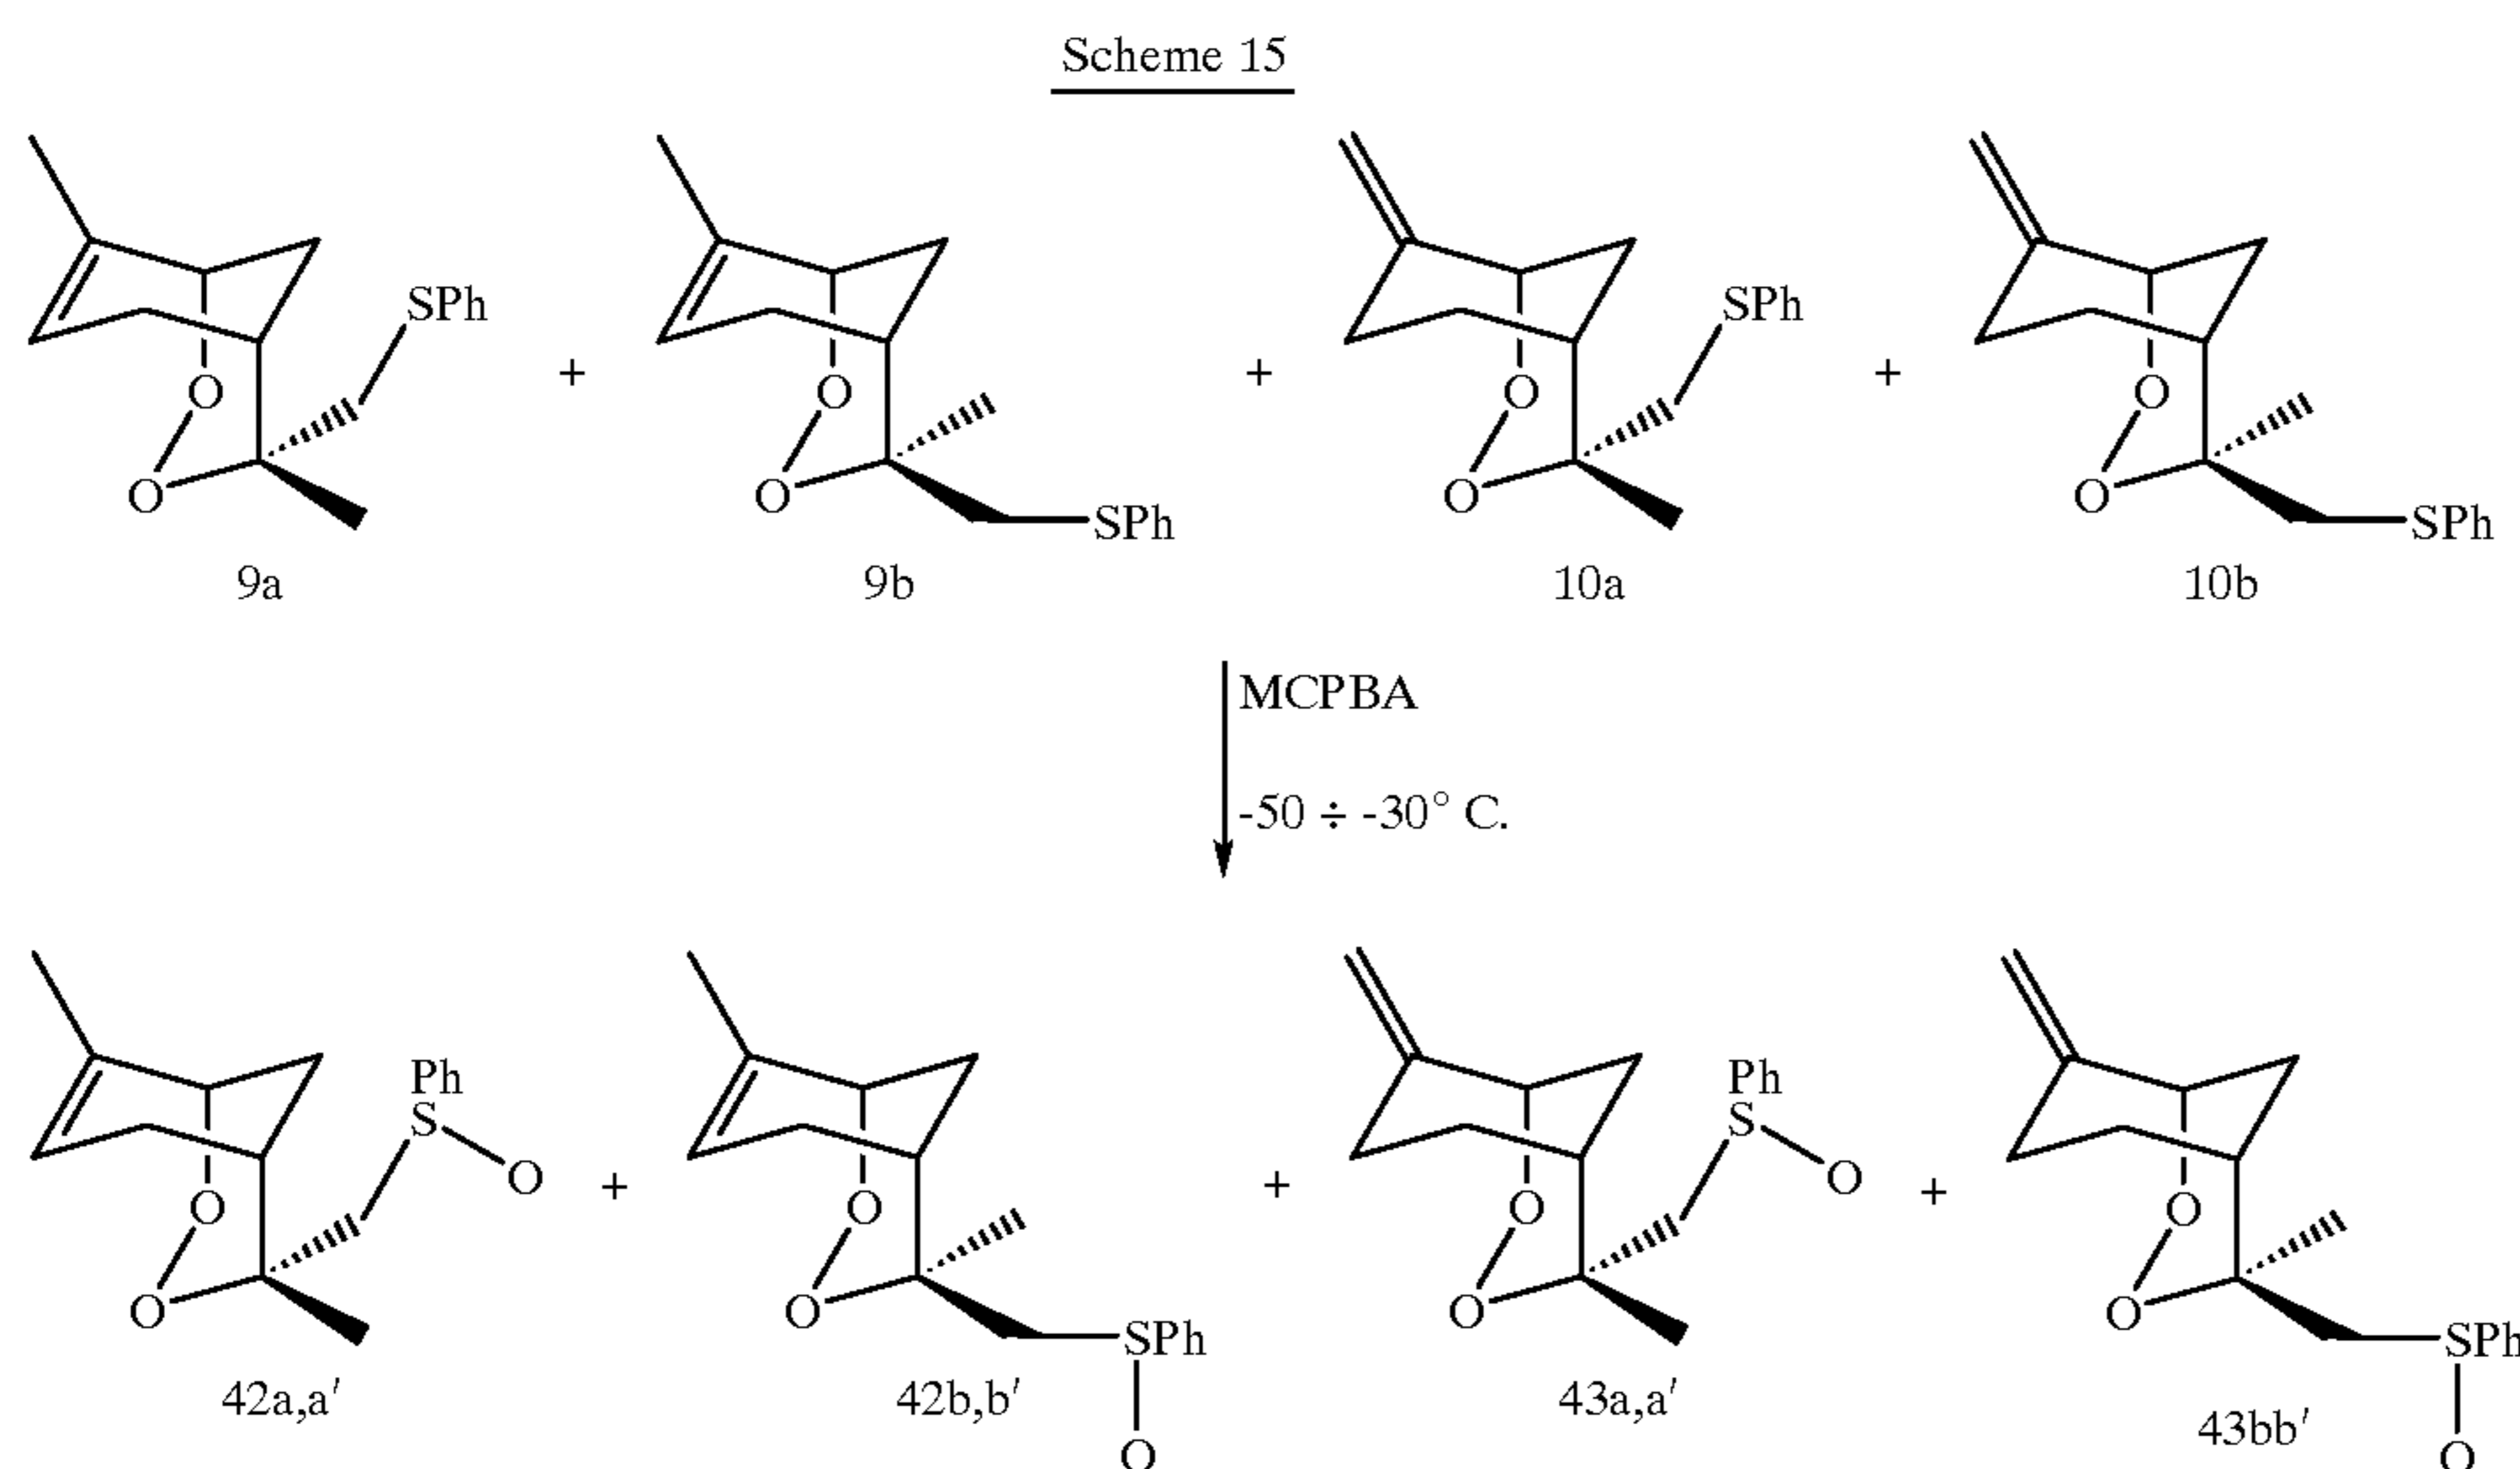 Scheme 15
SPh
O
O
9a
+
O
O
SPh
9b
+
SPh
O
O
10a
+
O
O
SPh
10b
MCPBA
-50 ÷ -30° C.
Ph
S
O
O
O
42a,a′
+
O
O
SPh
O
42b,b′
+
Ph
S
O
O
O
43a,a′
+
O
O
SPh
O
43bb′